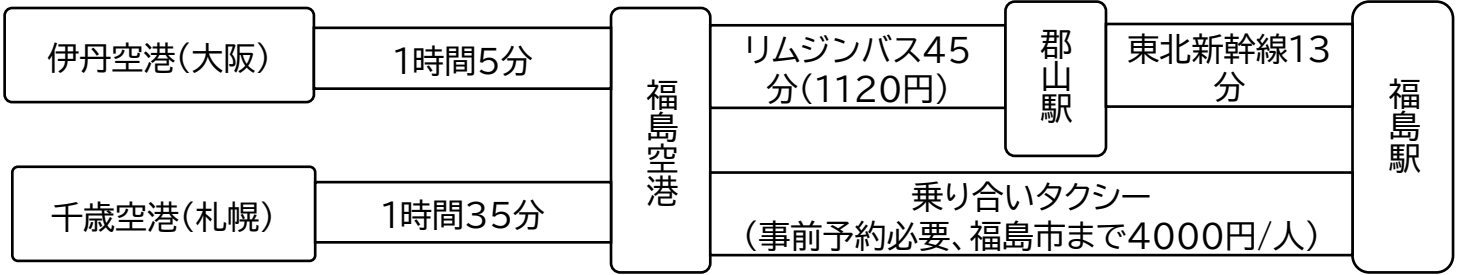 伊丹空港(大阪)
1時間5分
千歳空港(札幌)
1時間35分
福島空港
リムジンバス45
分(1120円)
郡山駅
東北新幹線13
分
乗り合いタクシー
(事前予約必要、福島市まで4000円/人)
福島駅